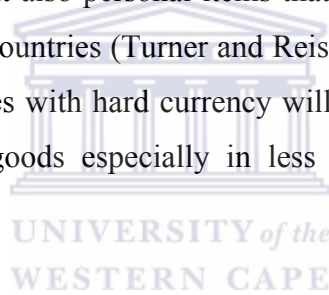 also personal items that
ountries (Turner and Reis
es with hard currency will
goods especially in less
UNIVERSITY of the
WESTERN CAPE